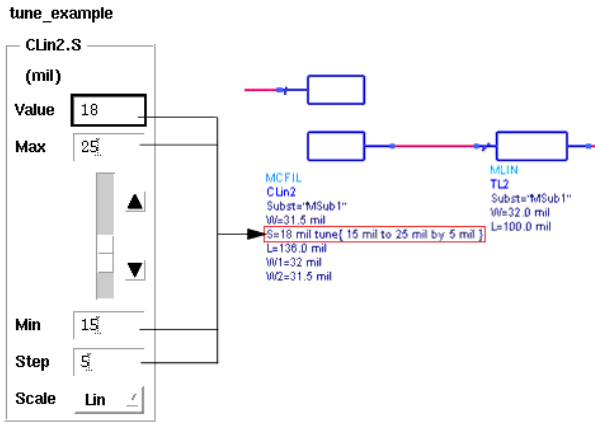 tune_example
CLin2.S
(mil)
Value 18
Max 25
Min 15
Step 5
Scale Lin
MCFIL
CLin2
Subst="MSub1"
W=31.5 mil
S=18 mil tune{ 15 mil to 25 mil by 5 mil }
L=136.0 mil
W1=32 mil
W2=31.5 mil
MLIN
TL2
Subst="MSub1"
W=32.0 mil
L=100.0 mil